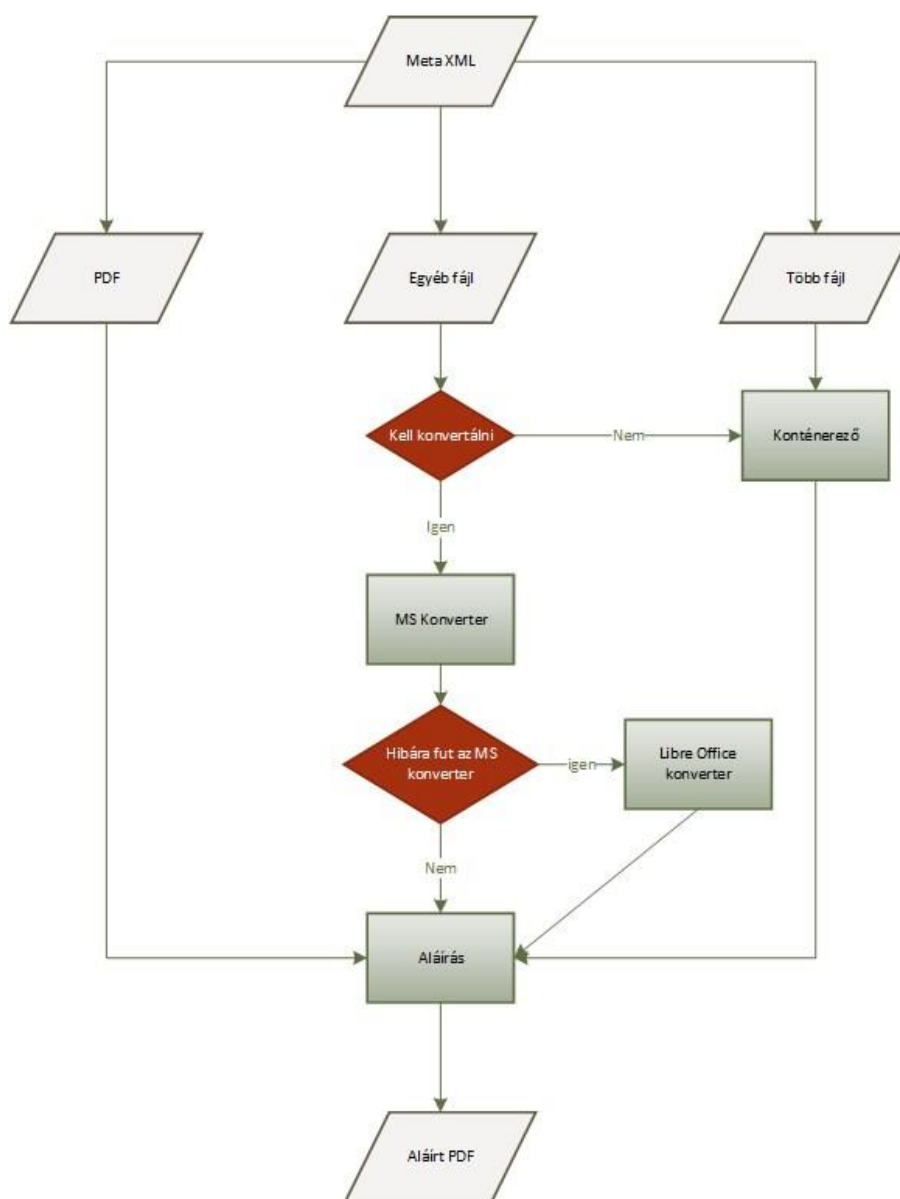 Meta XML
PDF
Egyéb fájl
Több fájl
Kell konvertálni
Nem
Konténerező
Igen
MS Konverter
Hibára fut az MS
konverter
igen
Libre Office
konverter
Nem
Aláírás
Aláírt PDF